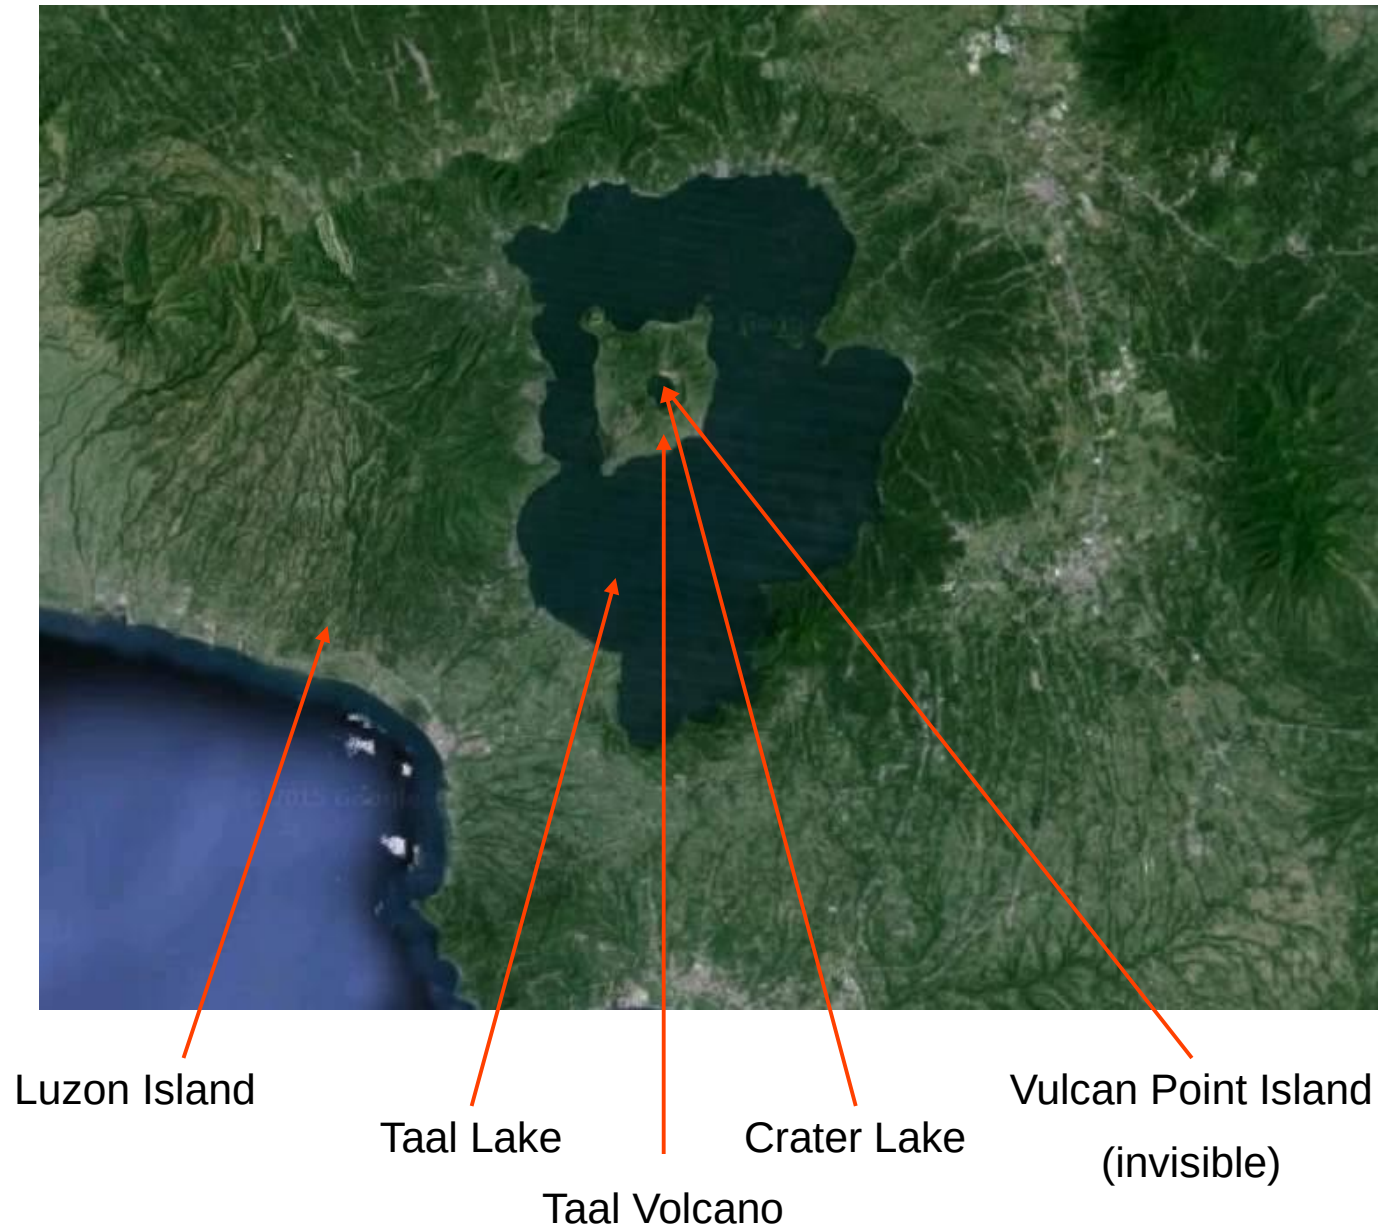 Luzon Island
Taal Lake
Taal Volcano
Crater Lake
Vulcan Point Island
(invisible)